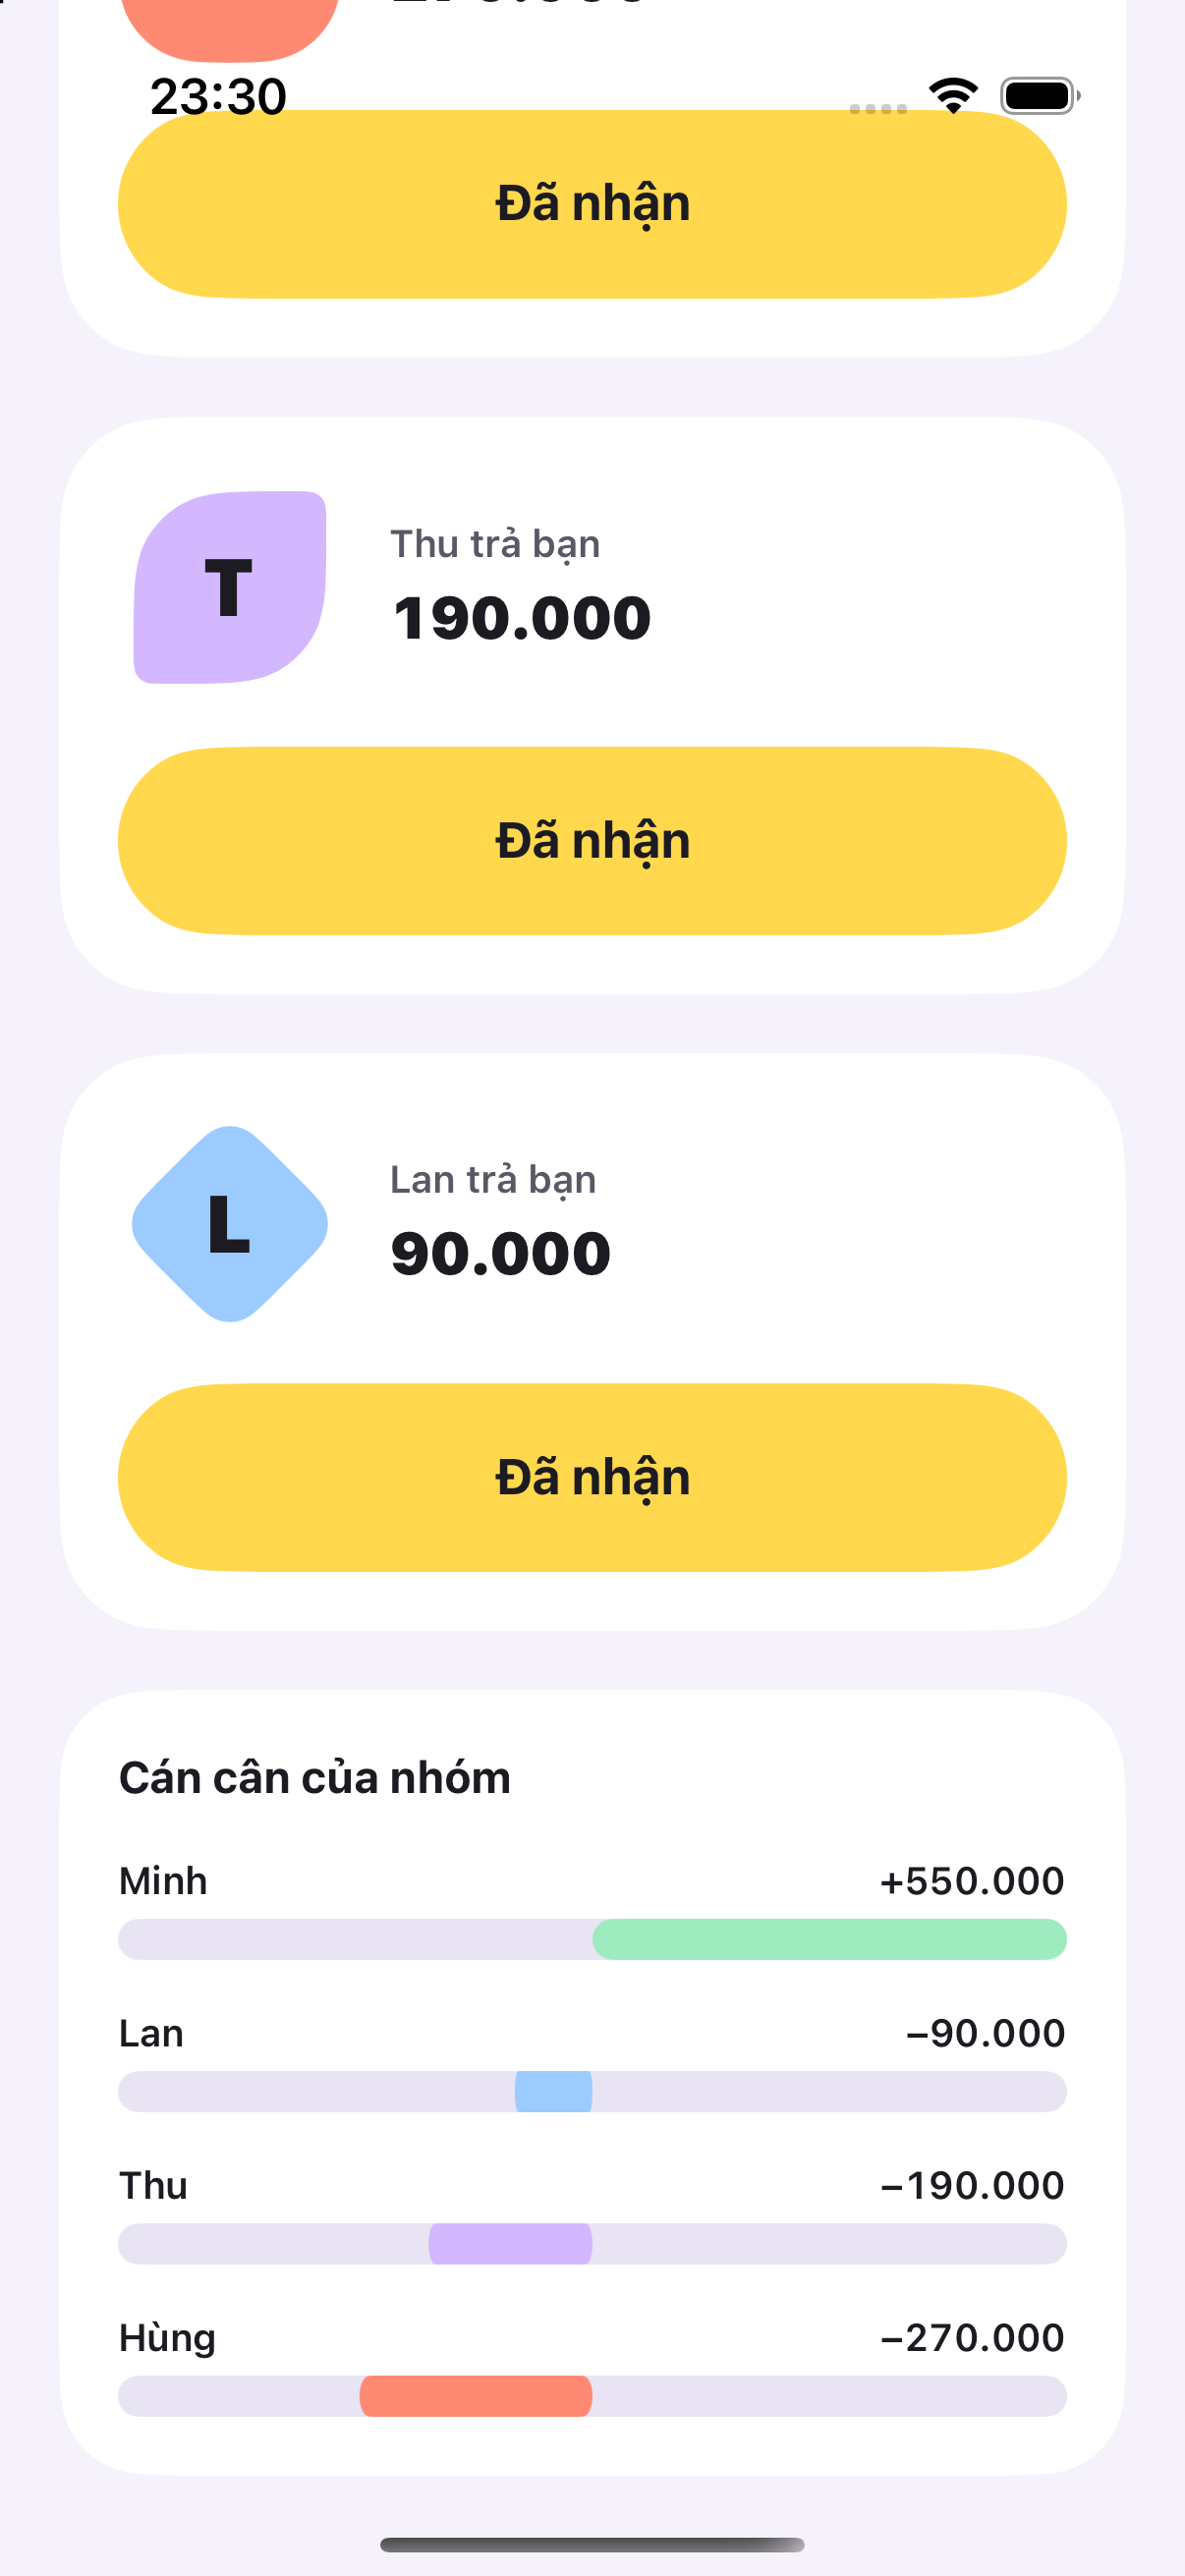 23:30
Đã nhận
T
Thu trả bạn
190.000
Đã nhận
L
Lan trả bạn
90.000
Đã nhận
Cán cân của nhóm
Minh
+550.000
Lan
–90.000
Thu
–190.000
Hùng
–270.000